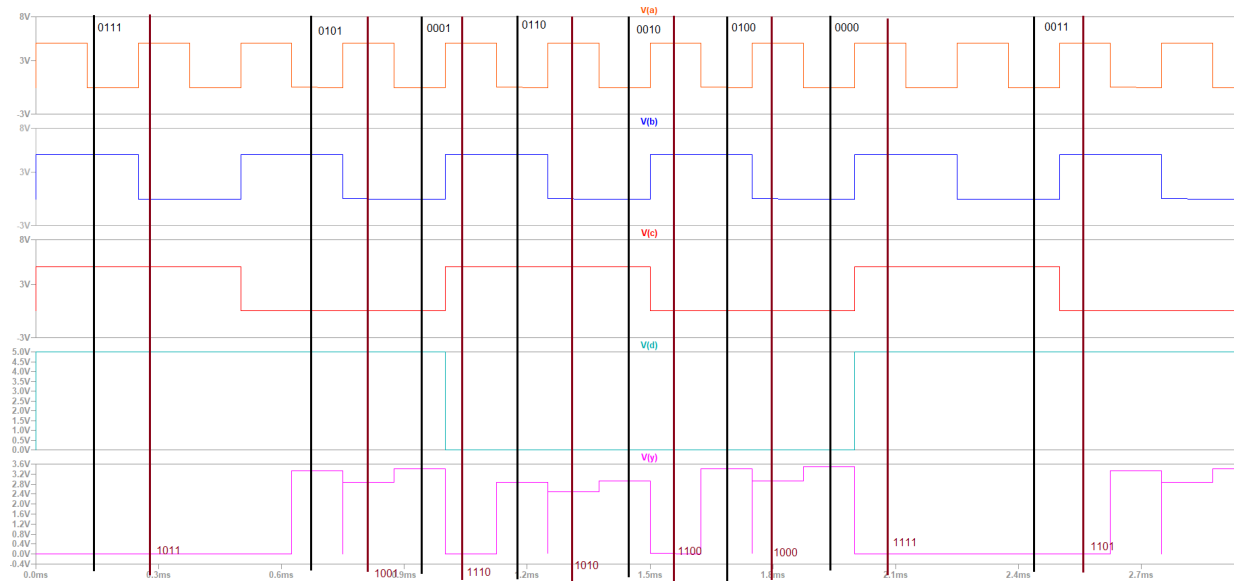 V(a)
8V
3V
-3V
0111
0101
0001
0110
0010
0100
0000
0011
V(b)
8V
3V
-3V
V(c)
8V
3V
-3V
V(d)
5.0V
4.5V
4.0V
3.5V
3.0V
2.5V
2.0V
1.5V
1.0V
0.5V
0.0V
V(y)
3.6V
3.2V
2.8V
2.4V
2.0V
1.6V
1.2V
0.8V
0.4V
0.0V
-0.4V
1011
1001
1110
1010
1100
1000
1111
1101
0.0ms 0.3ms 0.6ms 0.9ms 1.2ms 1.5ms 1.8ms 2.1ms 2.4ms 2.7ms